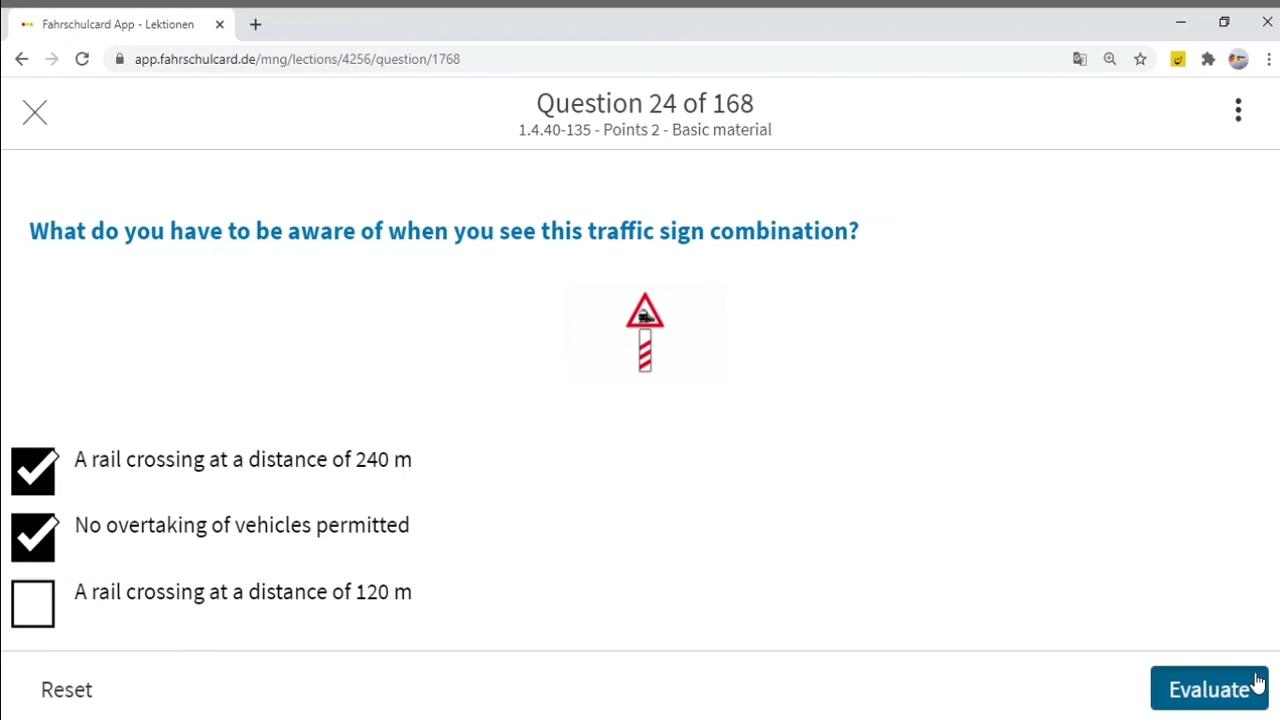 Fahrschulcard App - Lektionen
app.fahrschulcard.de/mng/lections/4256/question/1768
Question 24 of 168
1.4.40-135 - Points 2 - Basic material
What do you have to be aware of when you see this traffic sign combination?
A rail crossing at a distance of 240 m
No overtaking of vehicles permitted
A rail crossing at a distance of 120 m
Reset
Evaluate